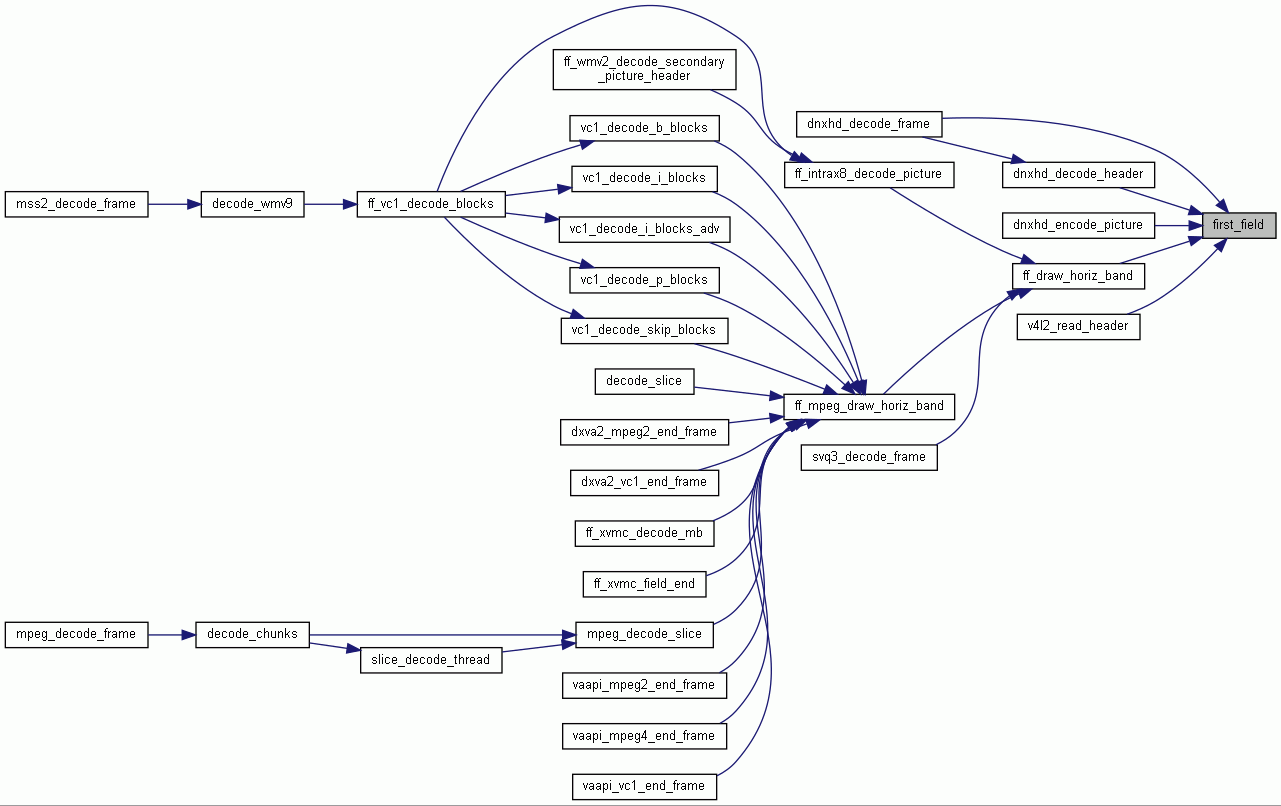 ff_wmv2_decode_secondary
_picture_header
dnxhd_decode_frame
vc1_decode_b_blocks
ff_intrax8_decode_picture
dnxhd_decode_header
vc1_decode_i_blocks
mss2_decode_frame
decode_wmv9
ff_vc1_decode_blocks
vc1_decode_i_blocks_adv
dnxhd_encode_picture
first_field
vc1_decode_p_blocks
ff_draw_horiz_band
vc1_decode_skip_blocks
v4l2_read_header
decode_slice
ff_mpeg_draw_horiz_band
dxva2_mpeg2_end_frame
svq3_decode_frame
dxva2_vc1_end_frame
ff_xvmc_decode_mb
ff_xvmc_field_end
mpeg_decode_frame
decode_chunks
mpeg_decode_slice
slice_decode_thread
vaapi_mpeg2_end_frame
vaapi_mpeg4_end_frame
vaapi_vc1_end_frame